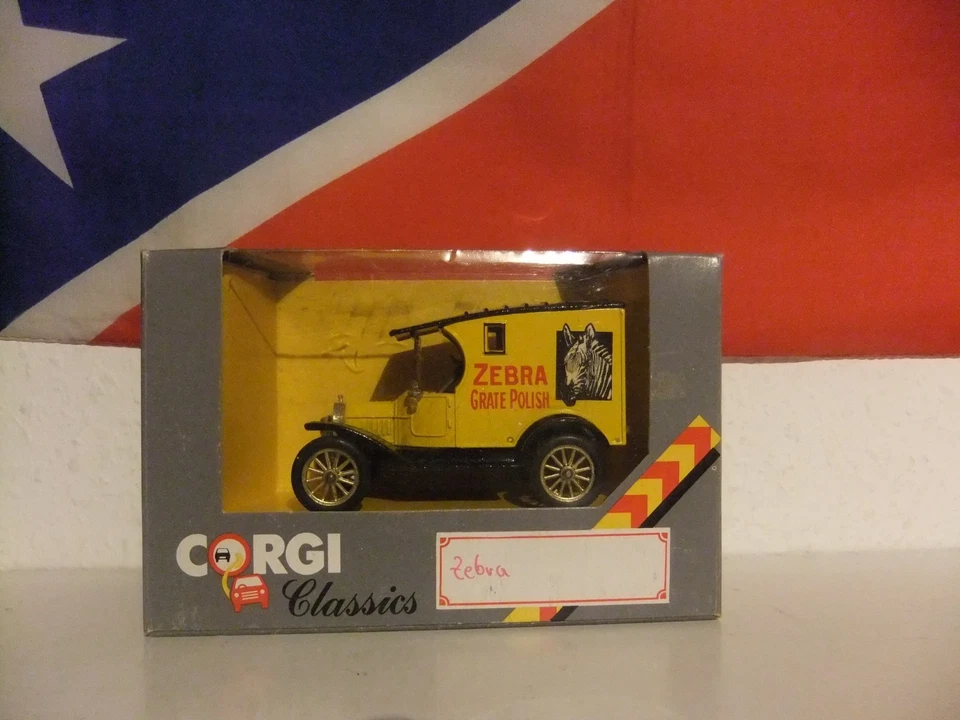 ZEBRA
GRATE POLISH
CORGI
Classics
Zebra